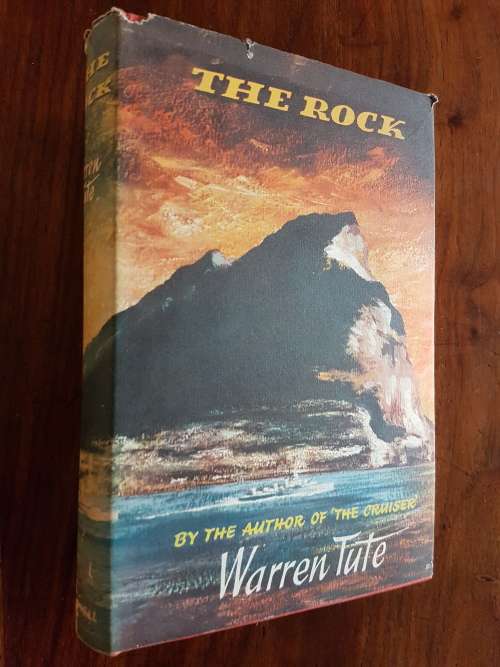 THE ROCK
BY THE AUTHOR OF 'THE CRUISER'
Warren Tute